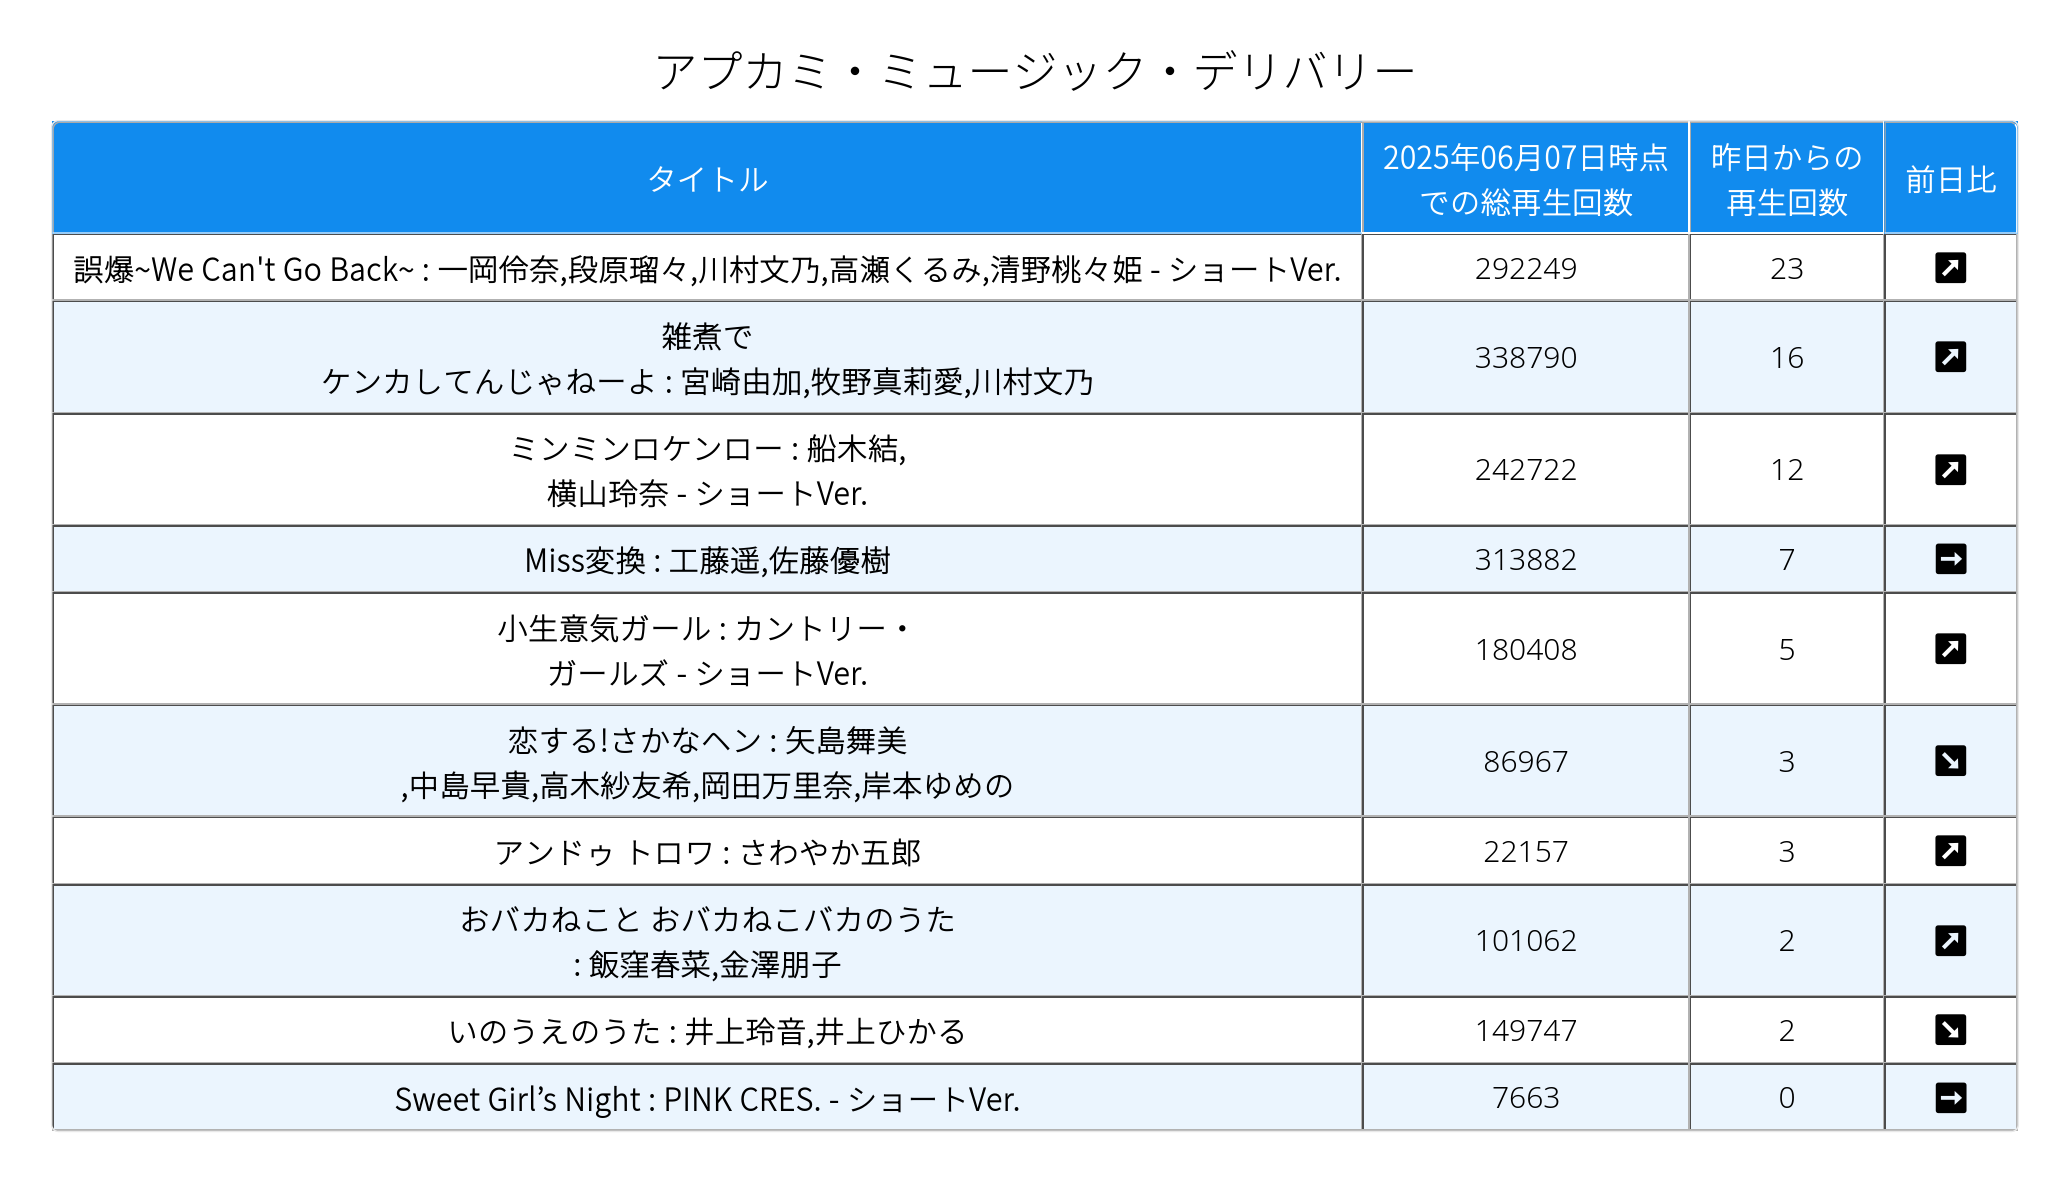 アプカミ・ミュージック・デリバリー
タイトル
2025年06月07日時点
での総再生回数
昨日からの
再生回数
前日比
誤爆~We Can't Go Back~ : 一岡伶奈,段原瑠々,川村文乃,高瀬くるみ,清野桃々姫 - ショートVer.
292249
23
雑煮で
ケンカしてんじゃねーよ : 宮崎由加,牧野真莉愛,川村文乃
338790
16
ミンミンロケンロー : 船木結,
横山玲奈 - ショートVer.
242722
12
Miss変換 : 工藤遥,佐藤優樹
313882
7
小生意気ガール : カントリー・
ガールズ - ショートVer.
180408
5
恋する!さかなヘン : 矢島舞美
,中島早貴,高木紗友希,岡田万里奈,岸本ゆめの
86967
3
アンドゥ トロワ : さわやか五郎
22157
3
おバカねこと おバカねこバカのうた
: 飯窪春菜,金澤朋子
101062
2
いのうえのうた : 井上玲音,井上ひかる
149747
2
Sweet Girl’s Night : PINK CRES. - ショートVer.
7663
0